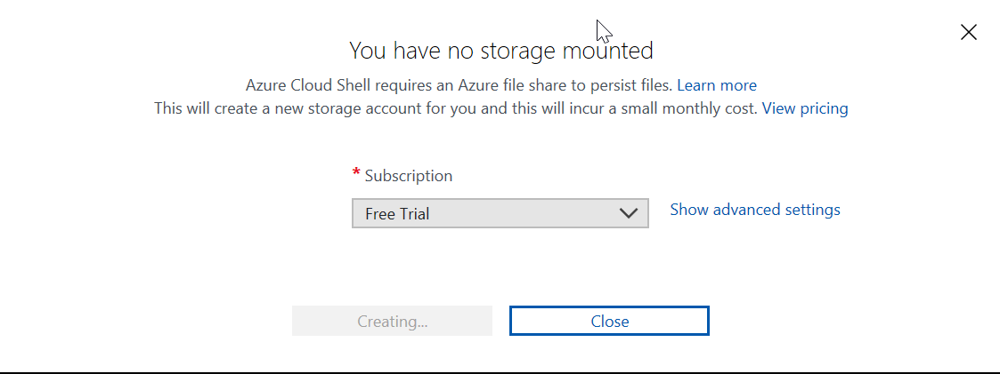 You have no storage mounted
Azure Cloud Shell requires an Azure file share to persist files. Learn more
This will create a new storage account for you and this will incur a small monthly cost. View pricing
* Subscription
Free Trial
Show advanced settings
Creating...
Close